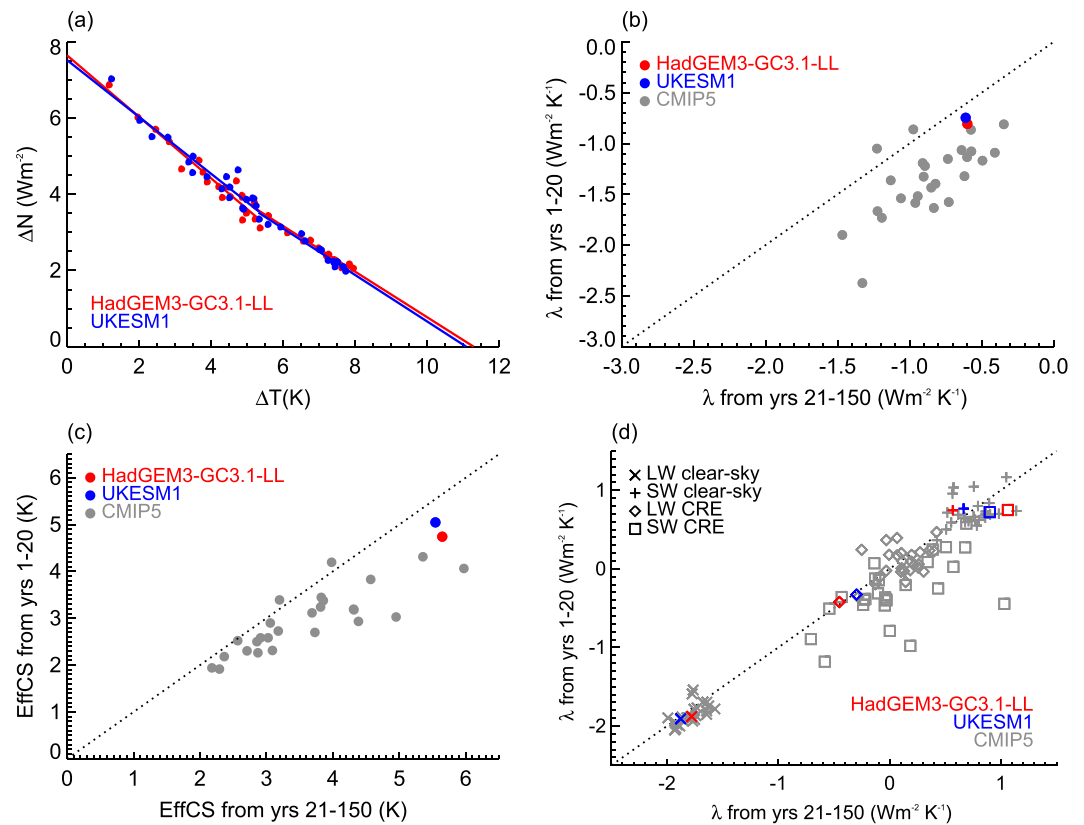 (a)
8
6
4
2
0
ΔN (Wm-2)
HadGEM3-GC3.1-LL
UKESM1
0 2 4 6 8 10 12
ΔT(K)
(b)
0.0
-0.5
-1.0
-1.5
-2.0
-2.5
-3.0
λ from yrs 1-20 (Wm-2 K-1)
HadGEM3-GC3.1-LL
UKESM1
CMIP5
-3.0 -2.5 -2.0 -1.5 -1.0 -0.5 0.0
λ from yrs 21-150 (Wm-2 K-1)
(c)
6
5
4
3
2
1
0
EffCS from yrs 1-20 (K)
HadGEM3-GC3.1-LL
UKESM1
CMIP5
0 1 2 3 4 5 6
EffCS from yrs 21-150 (K)
(d)
1
0
-1
-2
λ from yrs 1-20 (Wm-2 K-1)
LW clear-sky
SW clear-sky
LW CRE
SW CRE
HadGEM3-GC3.1-LL
UKESM1
CMIP5
-2 -1 0 1
λ from yrs 21-150 (Wm-2 K-1)